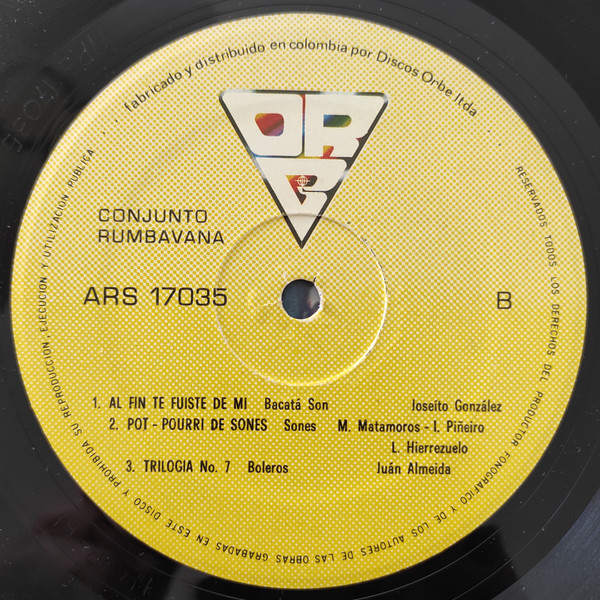 fabricado y distribuido en colombia por Discos Orbe ltda
ORB
CONJUNTO
RUMBAVANA
ARS 17035
B
1. AL FIN TE FUISTE DE MI Bacatá Son Ioseíto González
2. POT - POURRI DE SONES Sones M. Matamoros - I. Piñeiro
L. Hierrezuelo
3. TRILOGIA No. 7 Boleros Juán Almeida
RESERVADOS TODOS LOS DERECHOS DEL PRODUCTOR FONOGRAFICO Y DE LOS AUTORES DE LAS OBRAS GRABADAS EN ESTE DISCO Y PROHIBIDA SU REPRODUCCION, EJECUCION Y UTILIZACION PUBLICA